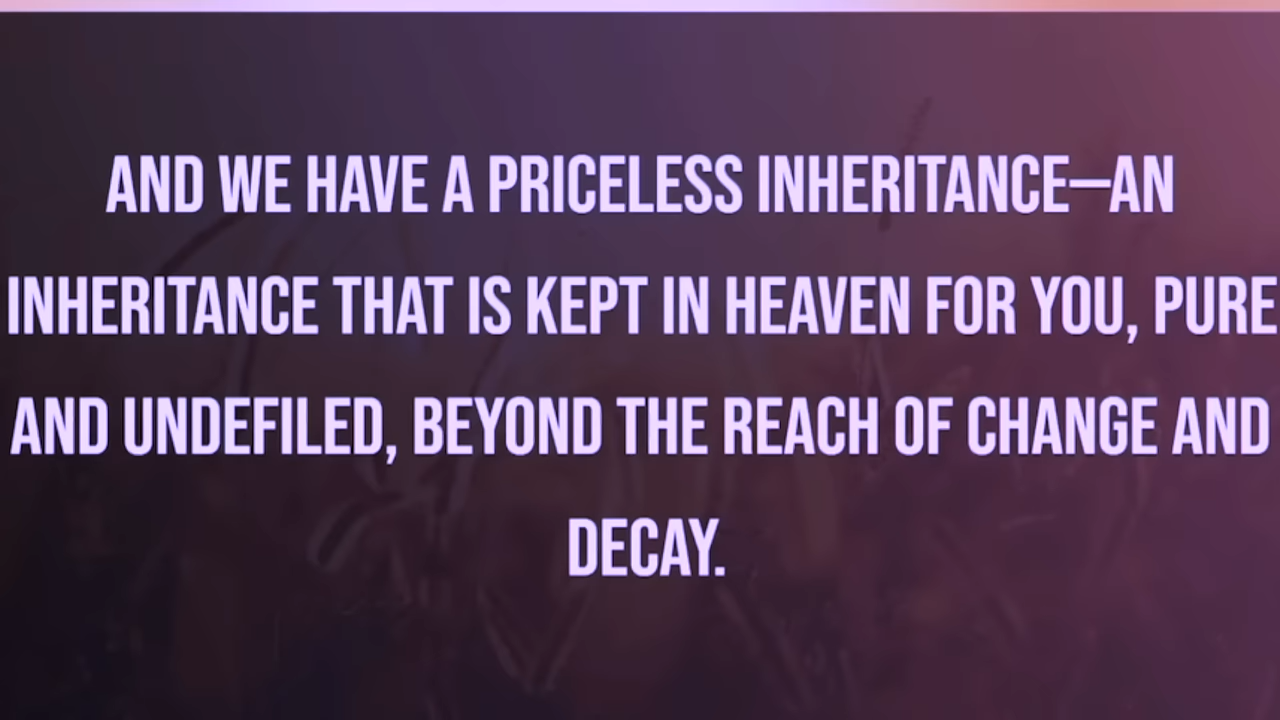 AND WE HAVE A PRICELESS INHERITANCE—AN
INHERITANCE THAT IS KEPT IN HEAVEN FOR YOU, PURE
AND UNDEFILED, BEYOND THE REACH OF CHANGE AND
DECAY.